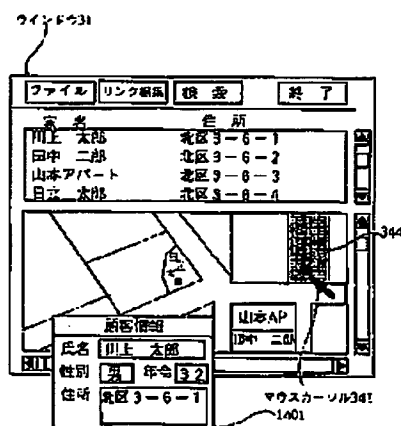 ウインドウ31
ファイル リンク編集 検索 終了
家名 住所
川上 太郎 北区3-6-1
田中 二郎 北区3-6-2
山本アパート 北区3-6-3
日立 太郎 北区3-6-4
344
山本AP
田中 二郎
顧客情報
氏名 川上 太郎
性別 男 年令 32
住所 北区3-6-1
マウスカーソル341
1401